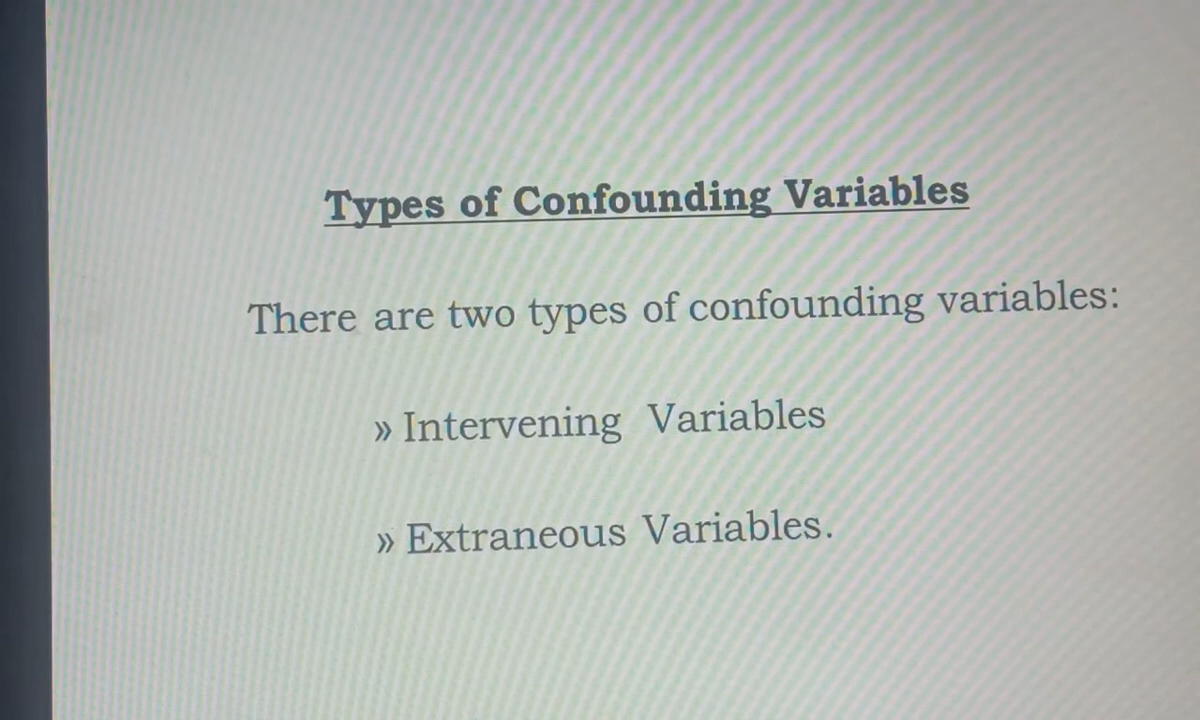 Types of Confounding Variables
There are two types of confounding variables:
» Intervening Variables
» Extraneous Variables.